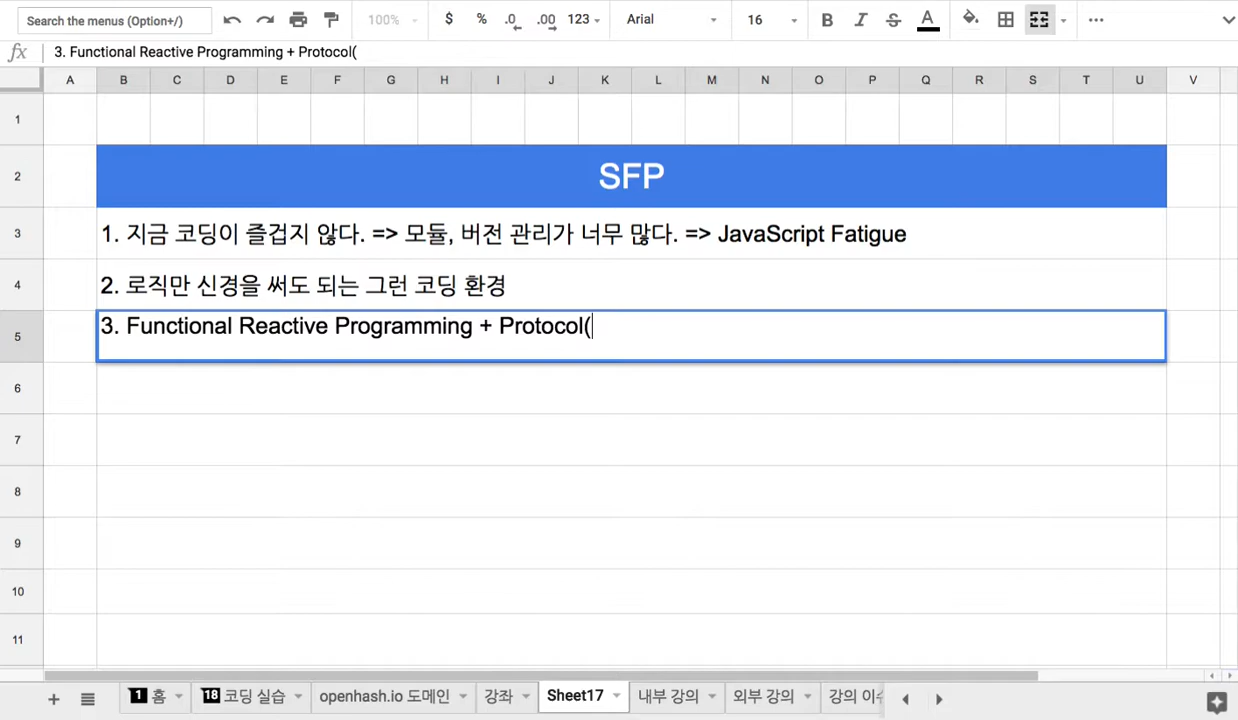 Search the menus (Option+/)
100%
$
%
.0
.00
123
Arial
16
B
I
S
A
fx
3. Functional Reactive Programming + Protocol(
A B C D E F G H I J K L M N O P Q R S T U V
1
2
SFP
3
1. 지금 코딩이 즐겁지 않다. => 모듈, 버전 관리가 너무 많다. => JavaScript Fatigue
4
2. 로직만 신경을 써도 되는 그런 코딩 환경
5
3. Functional Reactive Programming + Protocol(
6
7
8
9
10
11
1 홈
18 코딩 실습
openhash.io 도메인
강좌
Sheet17
내부 강의
외부 강의
강의